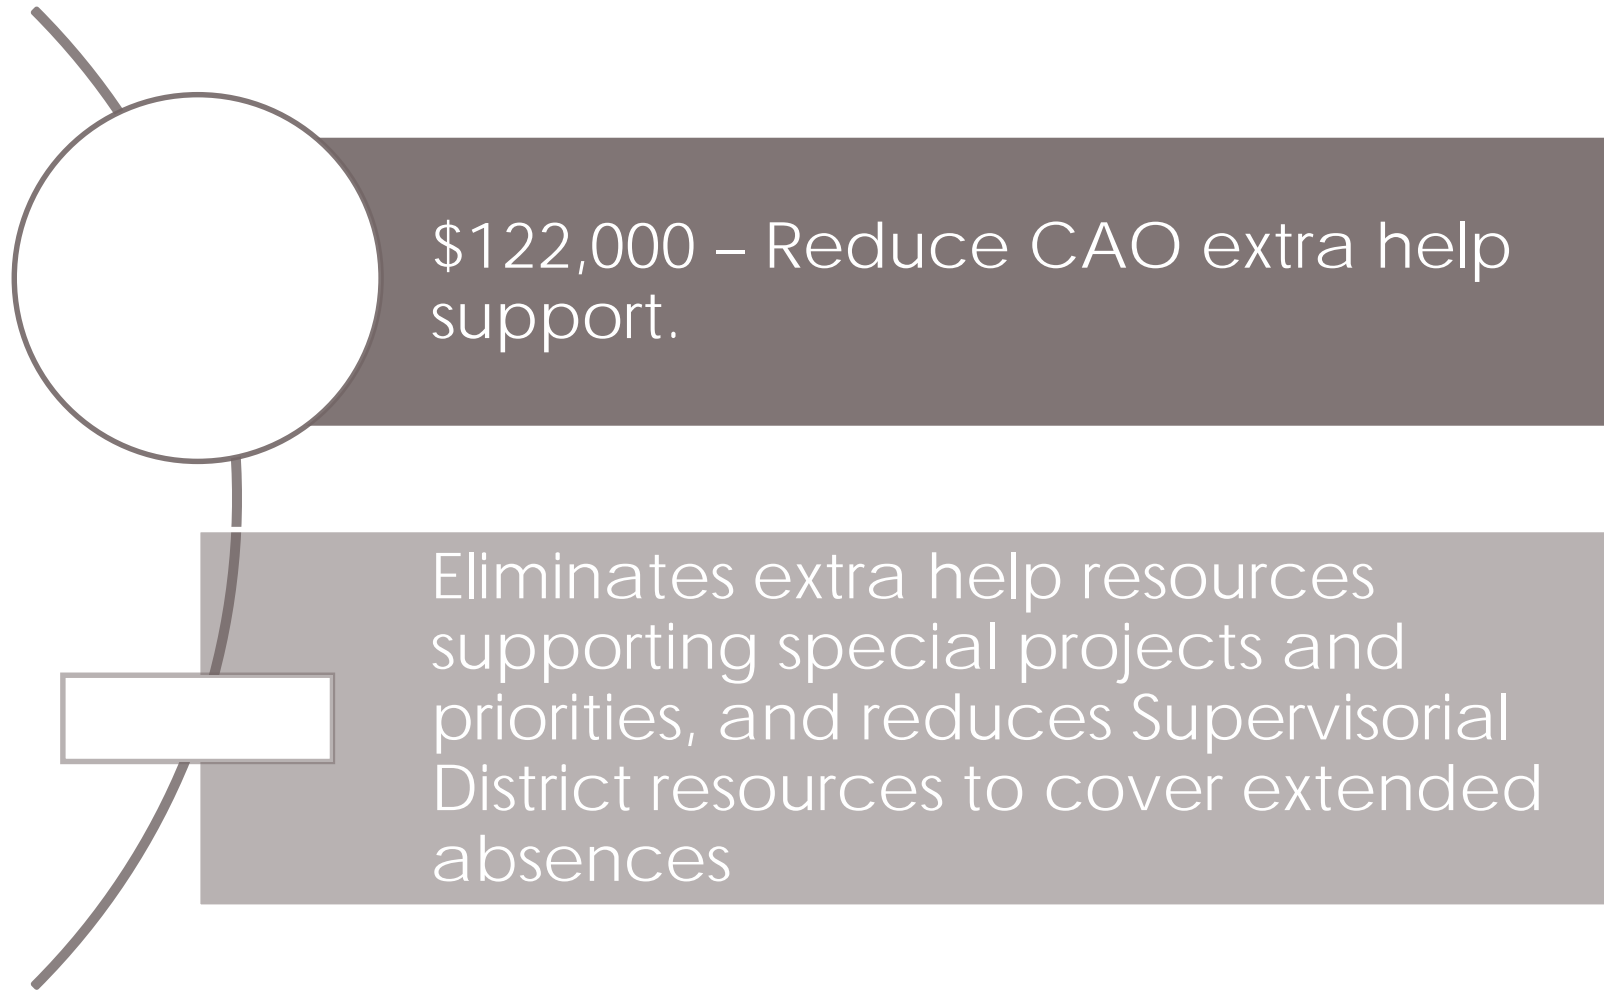 $122,000 – Reduce CAO extra help
support.
Eliminates extra help resources
supporting special projects and
priorities, and reduces Supervisorial
District resources to cover extended
absences